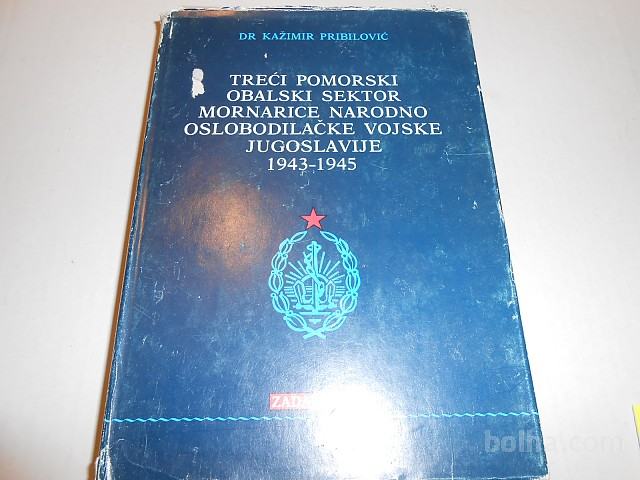 DR KAŽIMIR PRIBILOVIĆ
TREĆI POMORSKI
OBALSKI SEKTOR
MORNARICE NARODNO
OSLOBODILAČKE VOJSKE
JUGOSLAVIJE
1943-1945
bolha.com